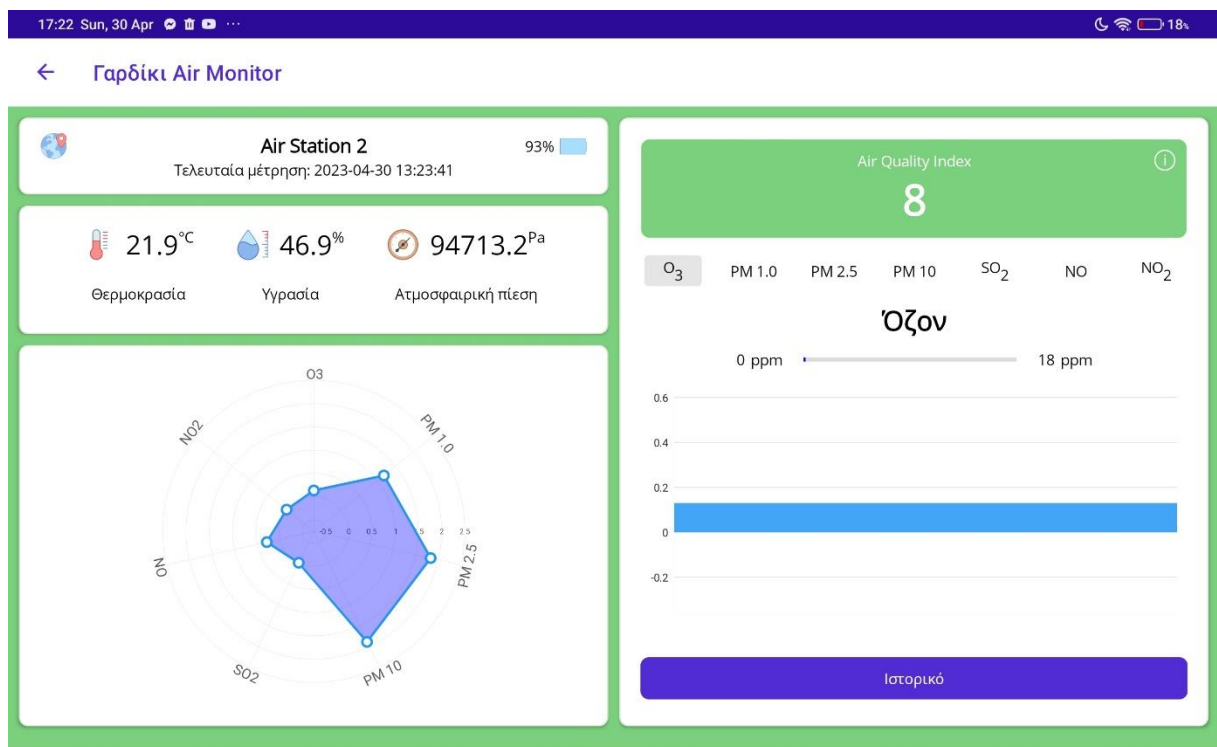 17:22 Sun, 30 Apr ... 18%
Γαρδίκι Air Monitor
Air Station 2
93%
Τελευταία μέτρηση: 2023-04-30 13:23:41
21.9°C 46.9% 94713.2Pa
Θερμοκρασία Υγρασία Ατμοσφαιρική πίεση
O3
PM 1.0
PM 2.5
PM 10
SO2
NO
NO2
-0.5 0 0.5 1 .5 2 2.5
Air Quality Index
8
O3 PM 1.0 PM 2.5 PM 10 SO2 NO NO2
Όζον
0 ppm 18 ppm
0.6
0.4
0.2
0
-0.2
Ιστορικό